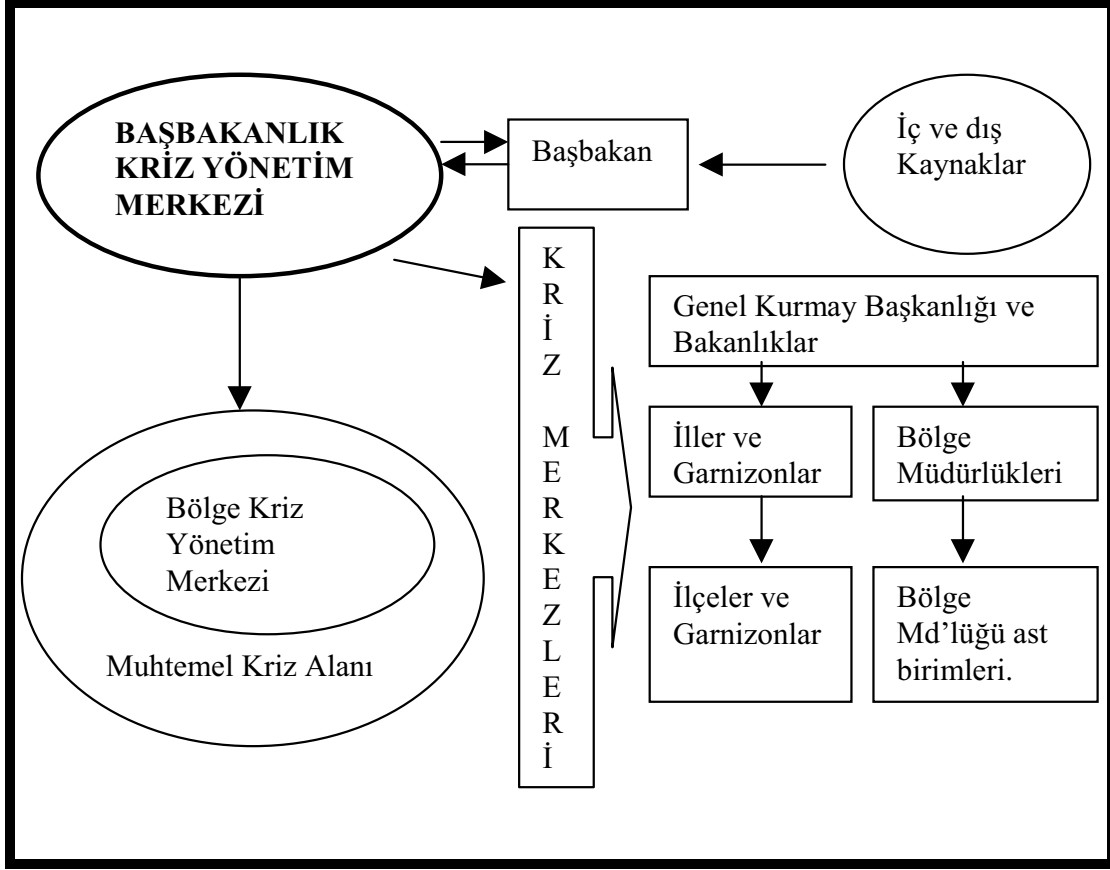 BAŞBAKANLIK
KRİZ YÖNETİM
MERKEZİ
Başbakan
İç ve dış
Kaynaklar
K
R
İ
Z
M
E
R
K
E
Z
L
E
R
İ
Genel Kurmay Başkanlığı ve
Bakanlıklar
İller ve
Garnizonlar
Bölge
Müdürlükleri
Bölge Kriz
Yönetim
Merkezi
Muhtemel Kriz Alanı
İlçeler ve
Garnizonlar
Bölge
Md’lüğü ast
birimleri.